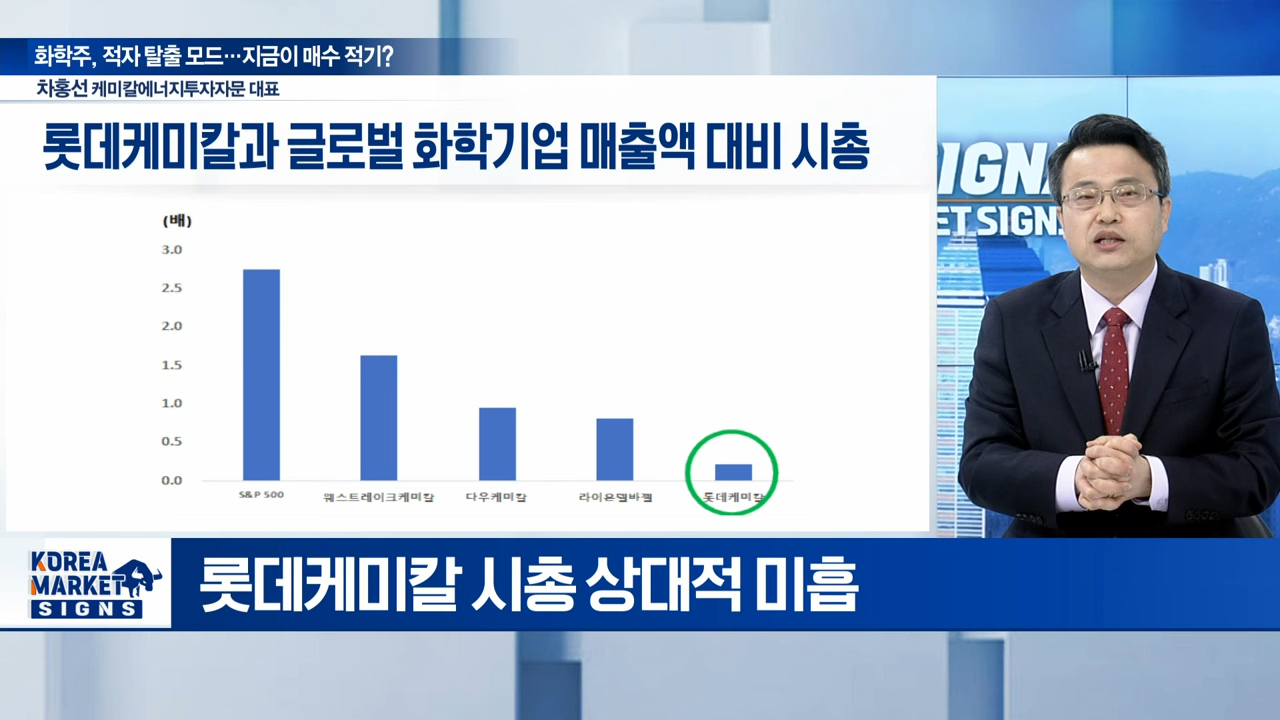 화학주, 적자 탈출 모드…지금이 매수 적기?
차홍선 케미칼에너지투자자문 대표
롯데케미칼과 글로벌 화학기업 매출액 대비 시총
(배)
3.0
2.5
2.0
1.5
1.0
0.5
0.0
S&P 500 웨스트레이크케미칼 다우케미칼 라이온델바젤 롯데케미칼
IGNA
ET SIGN
KOREA
MARKET
SIGNS
롯데케미칼 시총 상대적 미흡